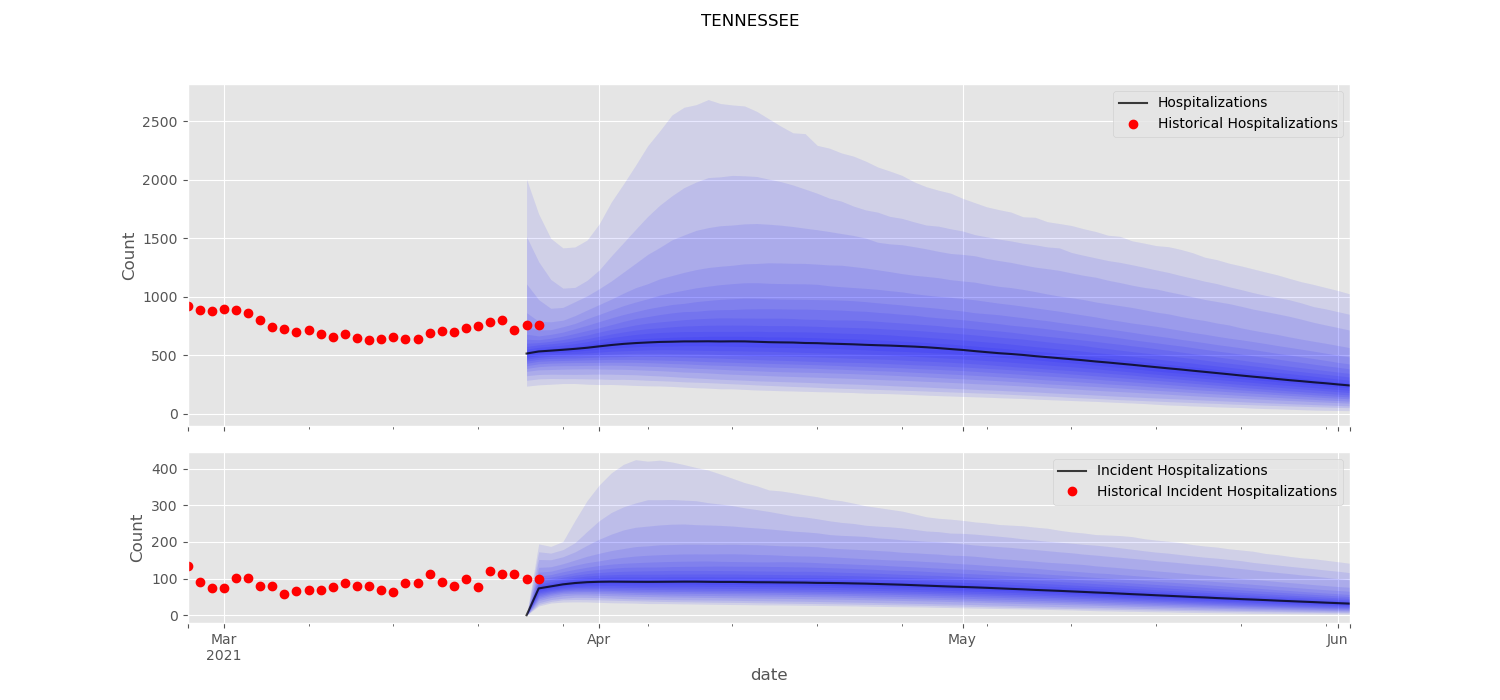 TENNESSEE
Hospitalizations
Historical Hospitalizations
Count
2500
2000
1500
1000
500
0
Incident Hospitalizations
Historical Incident Hospitalizations
Count
400
300
200
100
0
Mar
2021
Apr
May
Jun
date